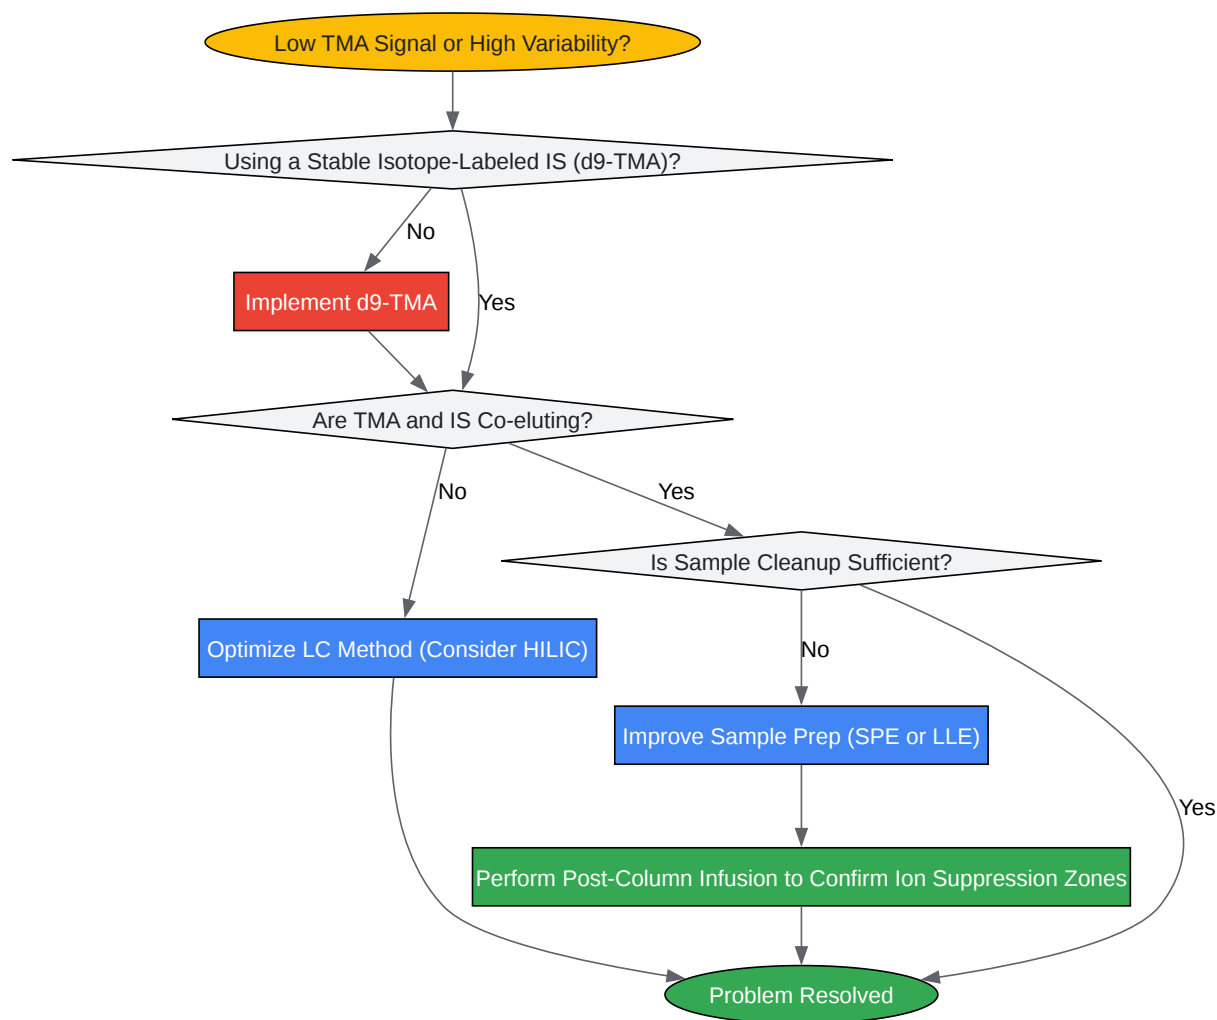 Low TMA Signal or High Variability?
Using a Stable Isotope-Labeled IS (d9-TMA)?
No
Implement d9-TMA
Yes
Are TMA and IS Co-eluting?
No
Yes
Is Sample Cleanup Sufficient?
Optimize LC Method (Consider HILIC)
No
Improve Sample Prep (SPE or LLE)
Yes
Perform Post-Column Infusion to Confirm Ion Suppression Zones
Problem Resolved